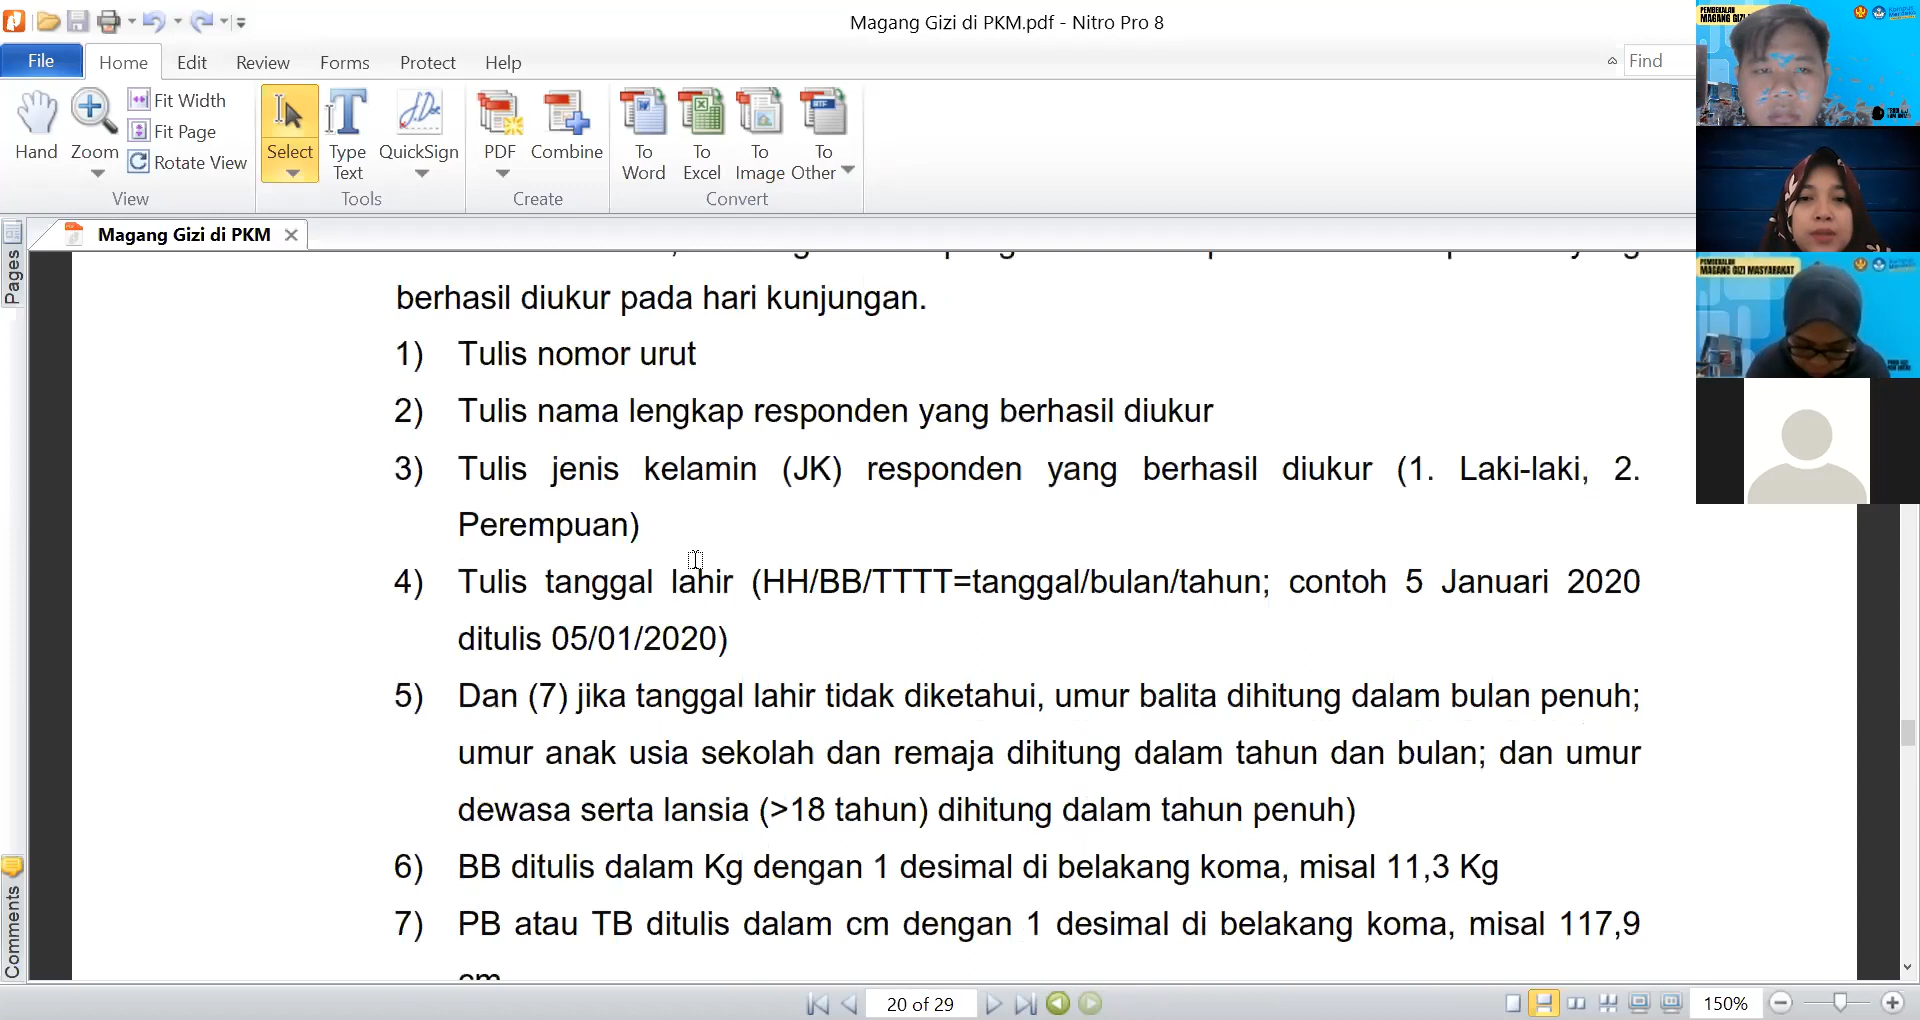 Magang Gizi di PKM.pdf - Nitro Pro 8
File Home Edit Review Forms Protect Help
Find
Hand
Zoom
Fit Width
Fit Page
Rotate View
View
Select
Type Text
QuickSign
Tools
PDF
Combine
Create
To Word
To Excel
To Image
To Other
Convert
Magang Gizi di PKM
Pages
berhasil diukur pada hari kunjungan.
1) Tulis nomor urut
2) Tulis nama lengkap responden yang berhasil diukur
3) Tulis jenis kelamin (JK) responden yang berhasil diukur (1. Laki-laki, 2.
Perempuan)
4) Tulis tanggal lahir (HH/BB/TTTT=tanggal/bulan/tahun; contoh 5 Januari 2020
ditulis 05/01/2020)
5) Dan (7) jika tanggal lahir tidak diketahui, umur balita dihitung dalam bulan penuh;
umur anak usia sekolah dan remaja dihitung dalam tahun dan bulan; dan umur
dewasa serta lansia (>18 tahun) dihitung dalam tahun penuh)
6) BB ditulis dalam Kg dengan 1 desimal di belakang koma, misal 11,3 Kg
7) PB atau TB ditulis dalam cm dengan 1 desimal di belakang koma, misal 117,9
cm
Comments
20 of 29
150%
PEMBEKALAN
MAGANG GIZI
PEMBEKALAN
MAGANG GIZI MASYARAKAT